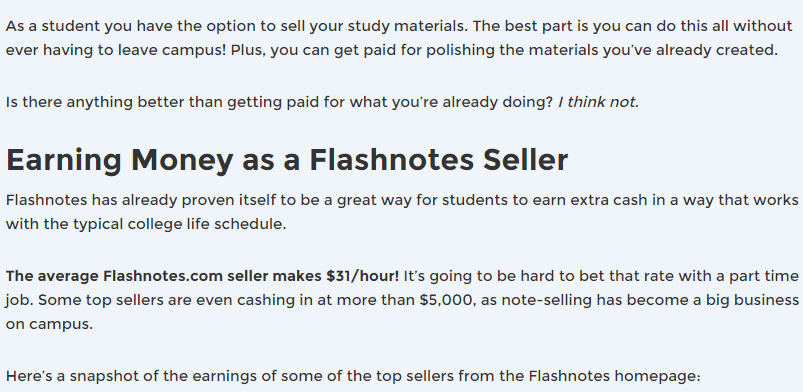 As a student you have the option to sell your study materials. The best part is you can do this all without
ever having to leave campus! Plus, you can get paid for polishing the materials you’ve already created.
Is there anything better than getting paid for what you’re already doing? I think not.
Earning Money as a Flashnotes Seller
Flashnotes has already proven itself to be a great way for students to earn extra cash in a way that works
with the typical college life schedule.
The average Flashnotes.com seller makes $31/hour! It’s going to be hard to bet that rate with a part time
job. Some top sellers are even cashing in at more than $5,000, as note-selling has become a big business
on campus.
Here’s a snapshot of the earnings of some of the top sellers from the Flashnotes homepage: